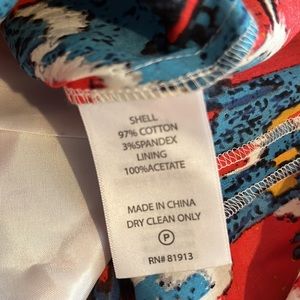 SHELL
97% COTTON
3%SPANDEX
LINING
100%ACETATE
MADE IN CHINA
DRY CLEAN ONLY
P
RN# 81913